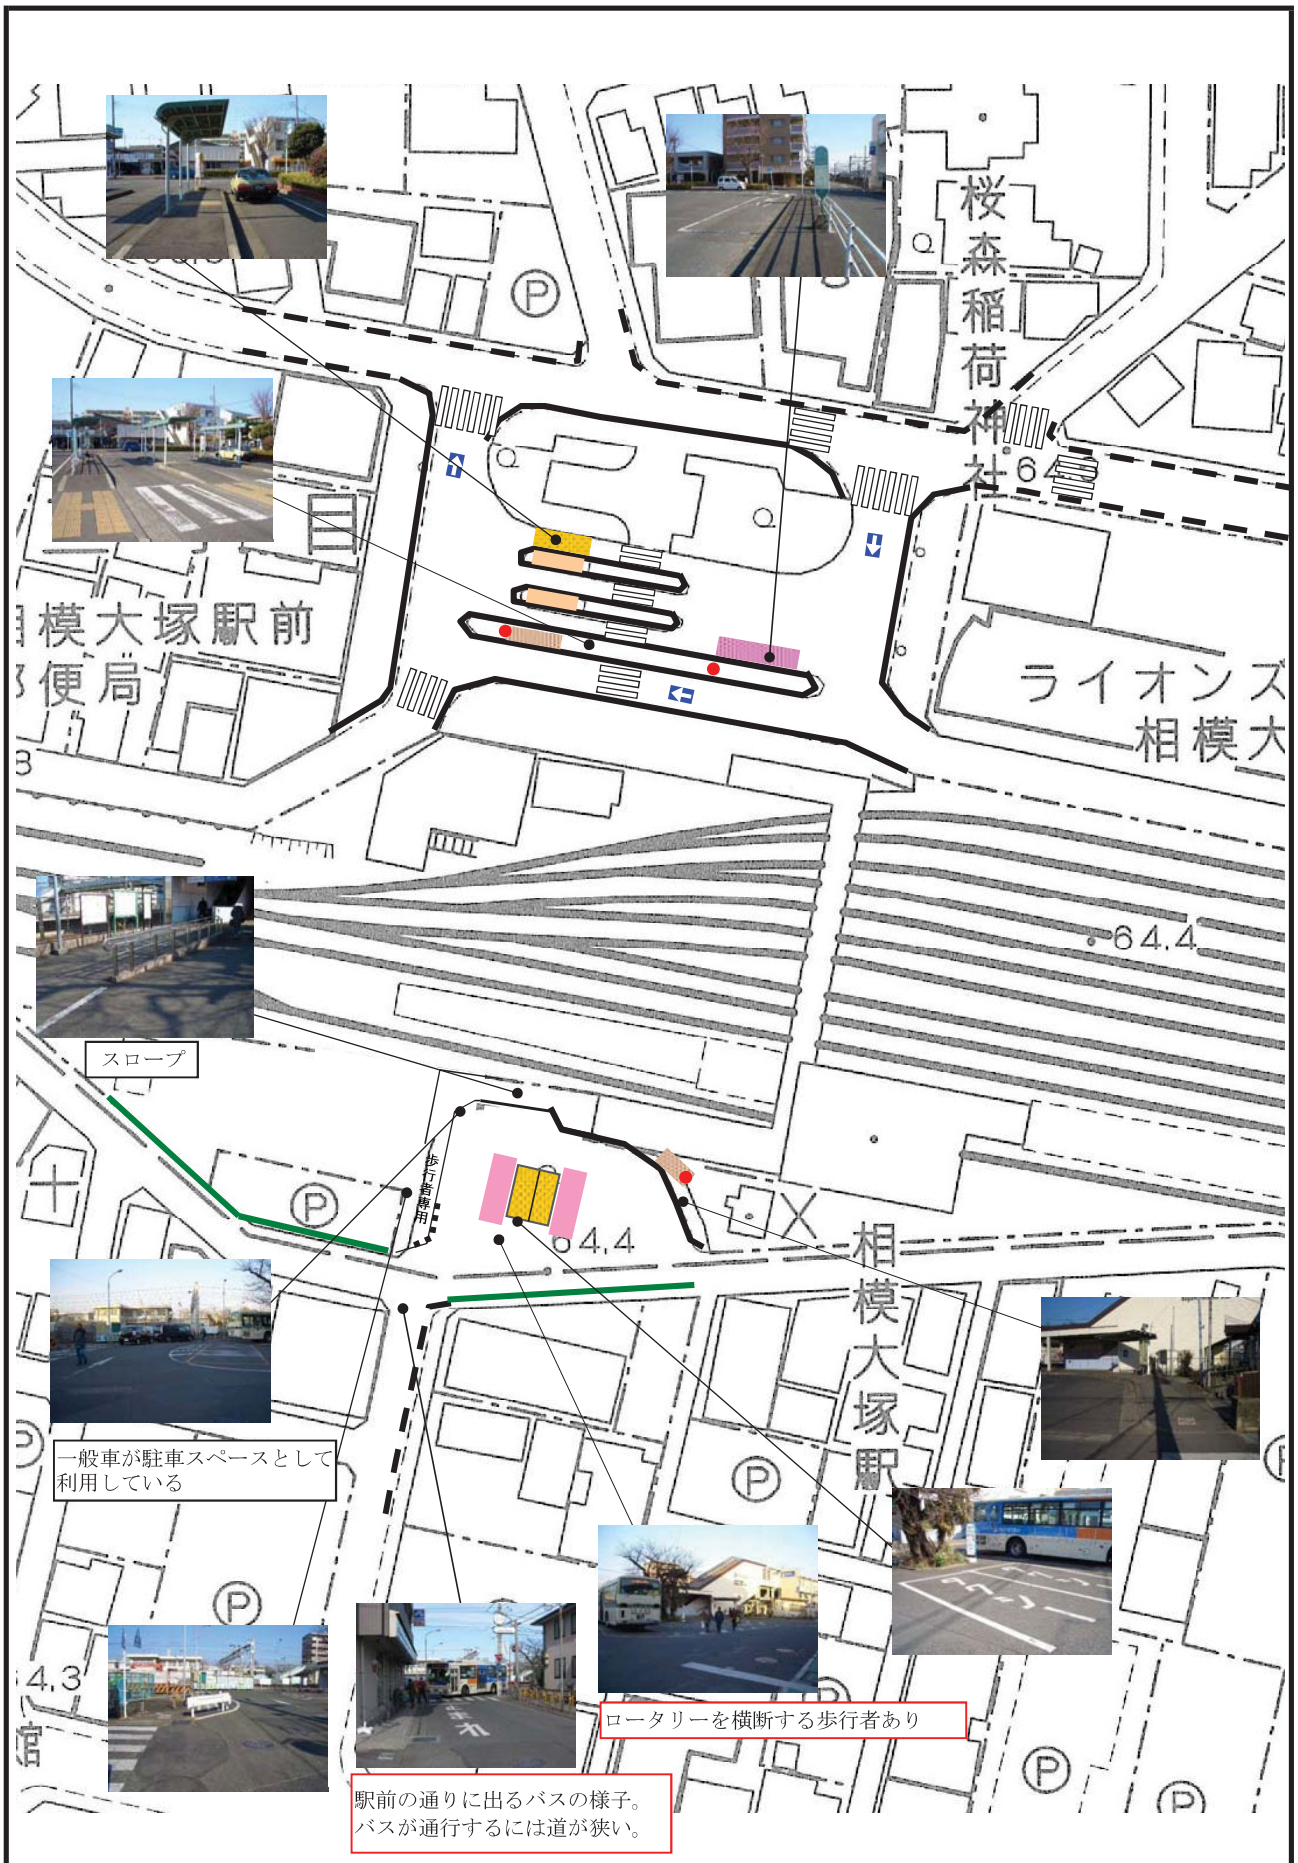 桜森稲荷神社
P
目
模大塚駅前
便局
ライオンズ
相模大
64.4
スロープ
歩行者専用
P
64.4
相模大塚駅
一般車が駐車スペースとして
利用している
P
P
4.3
館
ロータリーを横断する歩行者あり
駅前の通りに出るバスの様子。
バスが通行するには道が狭い。
P
P